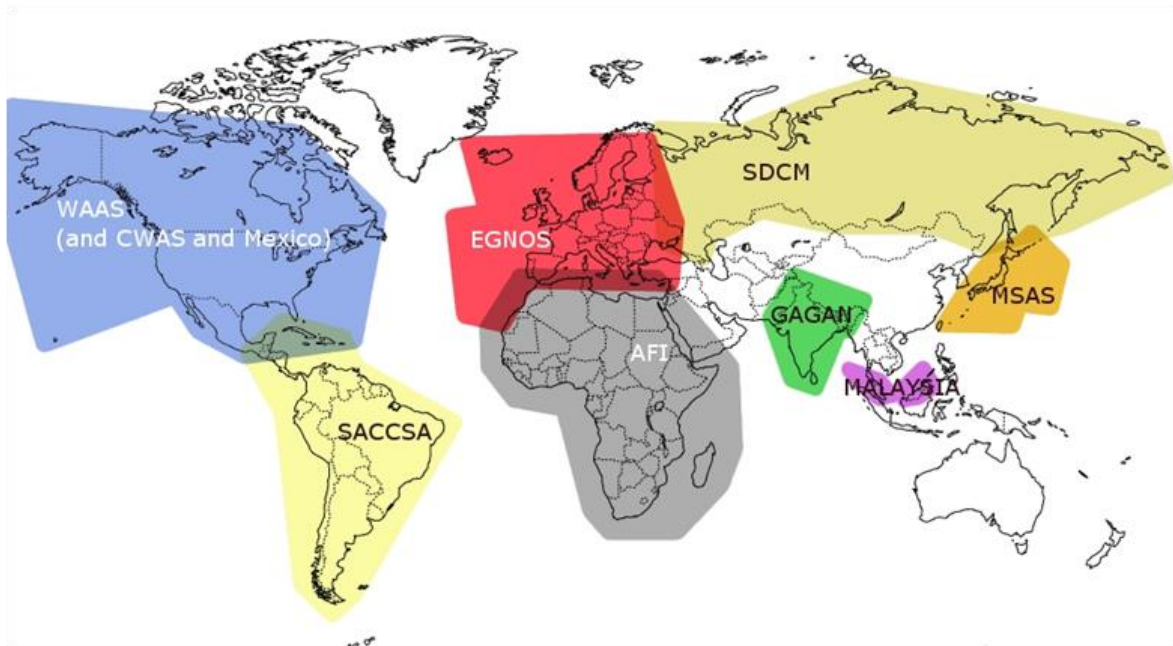 SDCM
WAAS
(and CWAS and Mexico)
EGNOS
MSAS
GAGAN
AFI
MALAYSIA
SACCSA